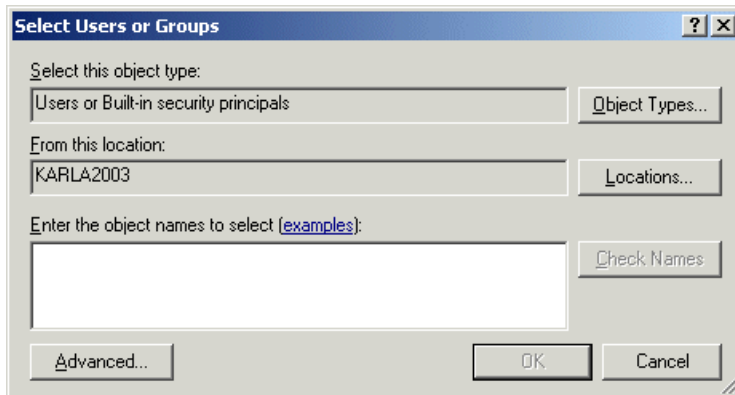 Select Users or Groups
Select this object type:
Users or Built-in security principals
Object Types...
From this location:
KARLA2003
Locations...
Enter the object names to select (examples):
Check Names
Advanced...
OK
Cancel